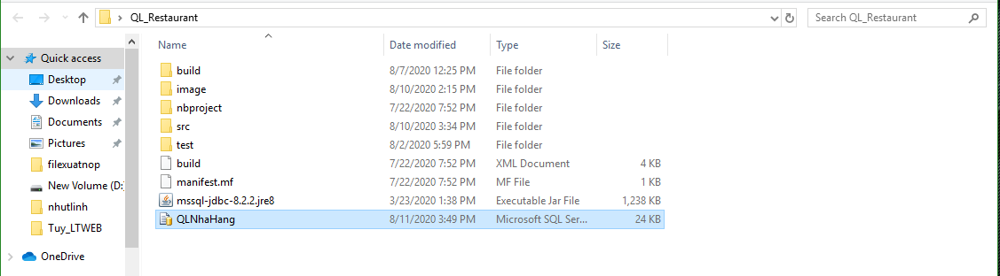 QL_Restaurant
Search QL_Restaurant
Name Date modified Type Size
Quick access
Desktop
Downloads
Documents
Pictures
filexuatnop
New Volume (D:
nhutlinh
Tuy_LTWEB
OneDrive
build 8/7/2020 12:25 PM File folder
image 8/10/2020 2:15 PM File folder
nbproject 7/22/2020 7:52 PM File folder
src 8/10/2020 3:34 PM File folder
test 8/2/2020 5:59 PM File folder
build 7/22/2020 7:52 PM XML Document 4 KB
manifest.mf 7/22/2020 7:52 PM MF File 1 KB
mssql-jdbc-8.2.2.jre8 3/23/2020 1:38 PM Executable Jar File 1,238 KB
QLNhaHang 8/11/2020 3:49 PM Microsoft SQL Ser... 24 KB